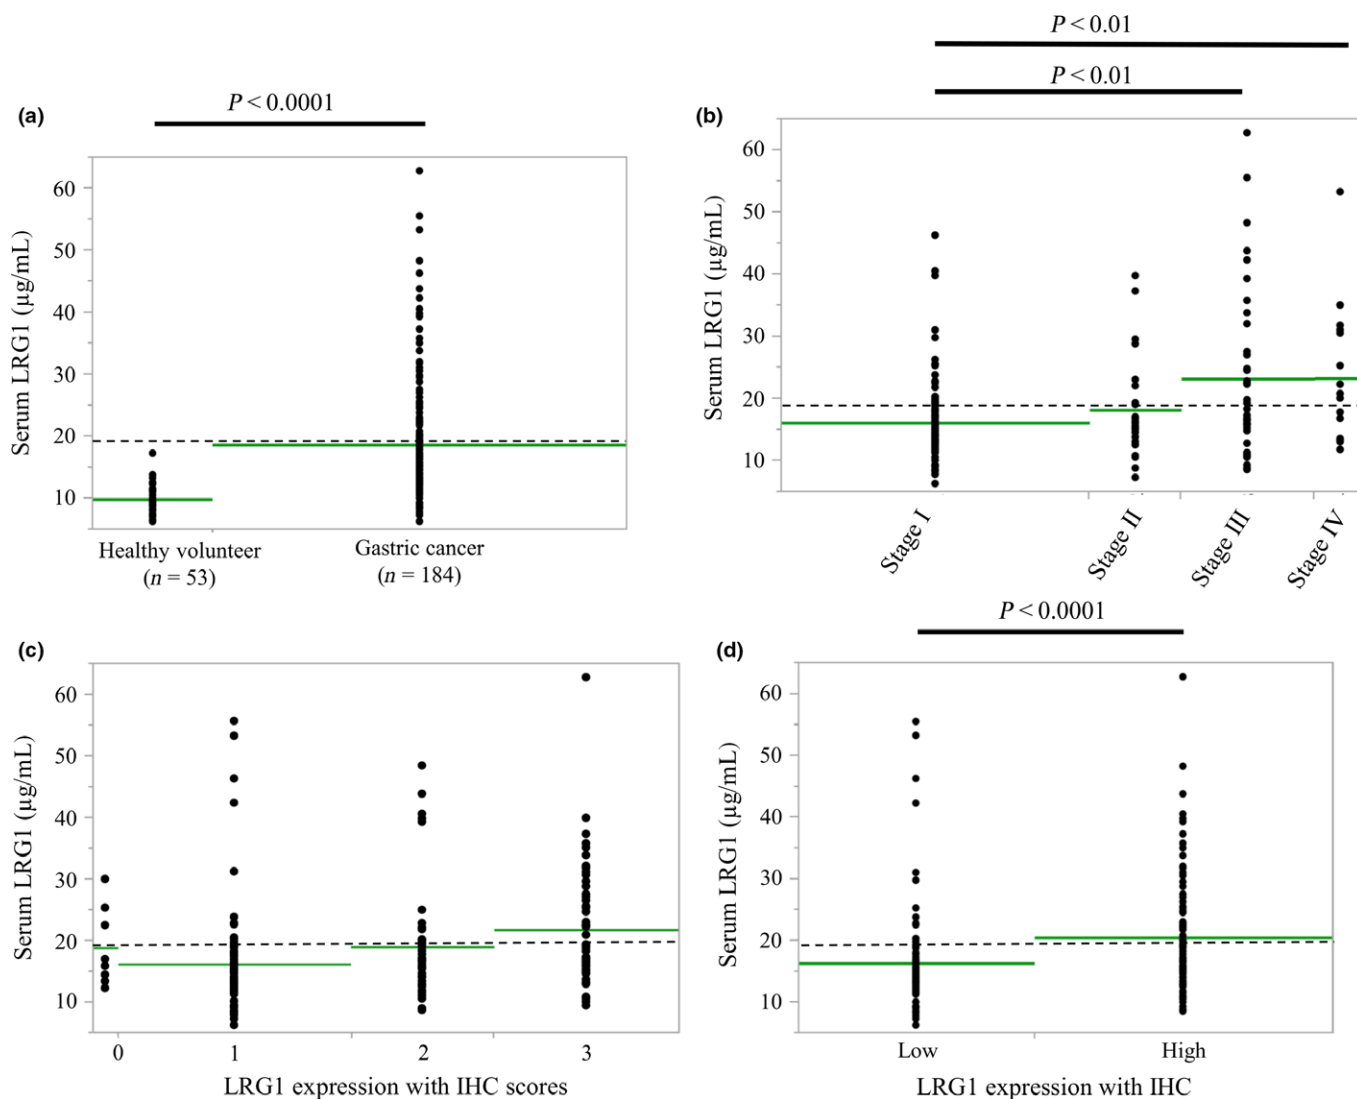 (a)
P < 0.0001
Serum LRG1 (μg/mL)
60
50
40
30
20
10
Healthy volunteer
(n = 53)
Gastric cancer
(n = 184)
(b)
P < 0.01
P < 0.01
Serum LRG1 (μg/mL)
60
50
40
30
20
10
Stage I
Stage II
Stage III
Stage IV
(c)
Serum LRG1 (μg/mL)
60
50
40
30
20
10
0 1 2 3
LRG1 expression with IHC scores
(d)
P < 0.0001
Serum LRG1 (μg/mL)
60
50
40
30
20
10
Low High
LRG1 expression with IHC